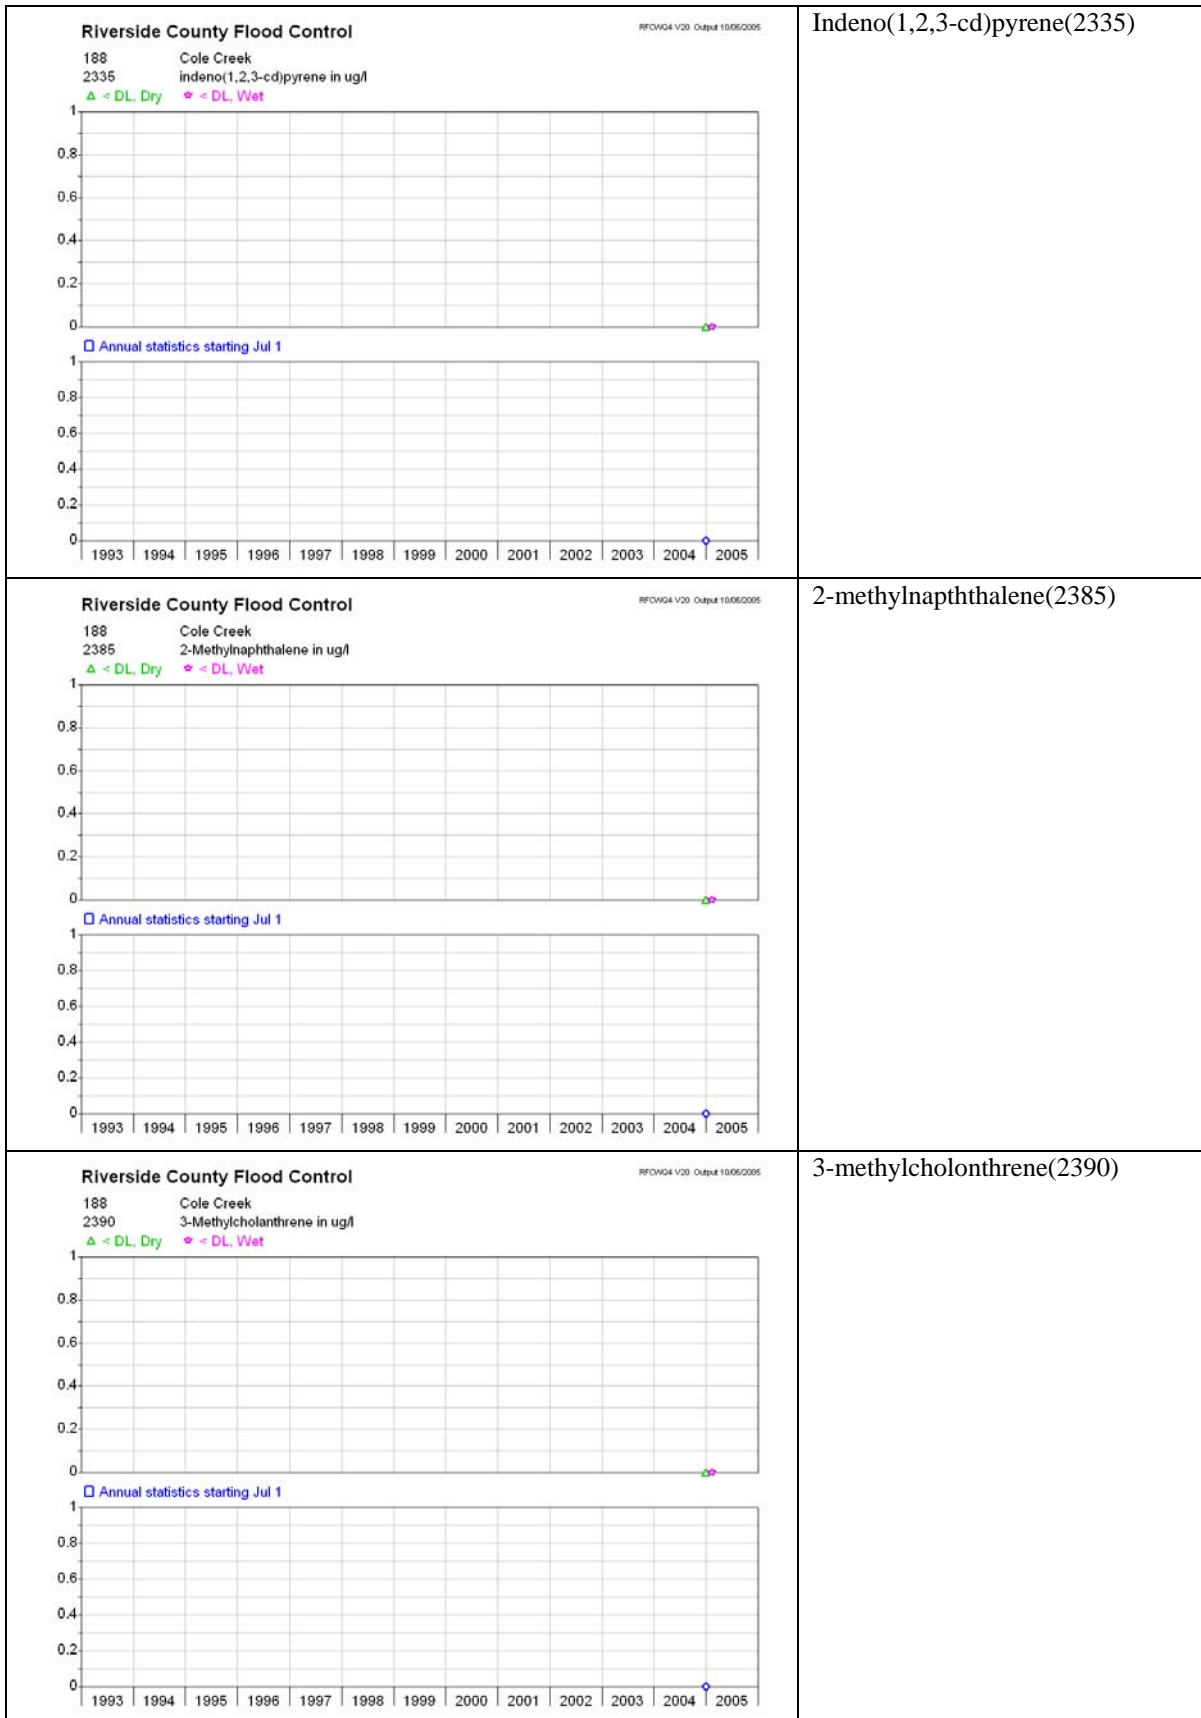 Riverside County Flood Control
RFCWQ4 V20 Output 10/06/2005
188 Cole Creek
2335 indeno(1,2,3-cd)pyrene in ug/l
< DL, Dry < DL, Wet
1
0.8
0.6
0.4
0.2
0
Annual statistics starting Jul 1
1
0.8
0.6
0.4
0.2
0
1993 1994 1995 1996 1997 1998 1999 2000 2001 2002 2003 2004 2005
Indeno(1,2,3-cd)pyrene(2335)
Riverside County Flood Control
RFCWQ4 V20 Output 10/06/2005
188 Cole Creek
2385 2-Methylnaphthalene in ug/l
< DL, Dry < DL, Wet
1
0.8
0.6
0.4
0.2
0
Annual statistics starting Jul 1
1
0.8
0.6
0.4
0.2
0
1993 1994 1995 1996 1997 1998 1999 2000 2001 2002 2003 2004 2005
2-methylnapththalene(2385)
Riverside County Flood Control
RFCWQ4 V20 Output 10/06/2005
188 Cole Creek
2390 3-Methylcholanthrene in ug/l
< DL, Dry < DL, Wet
1
0.8
0.6
0.4
0.2
0
Annual statistics starting Jul 1
1
0.8
0.6
0.4
0.2
0
1993 1994 1995 1996 1997 1998 1999 2000 2001 2002 2003 2004 2005
3-methylcholonthrene(2390)